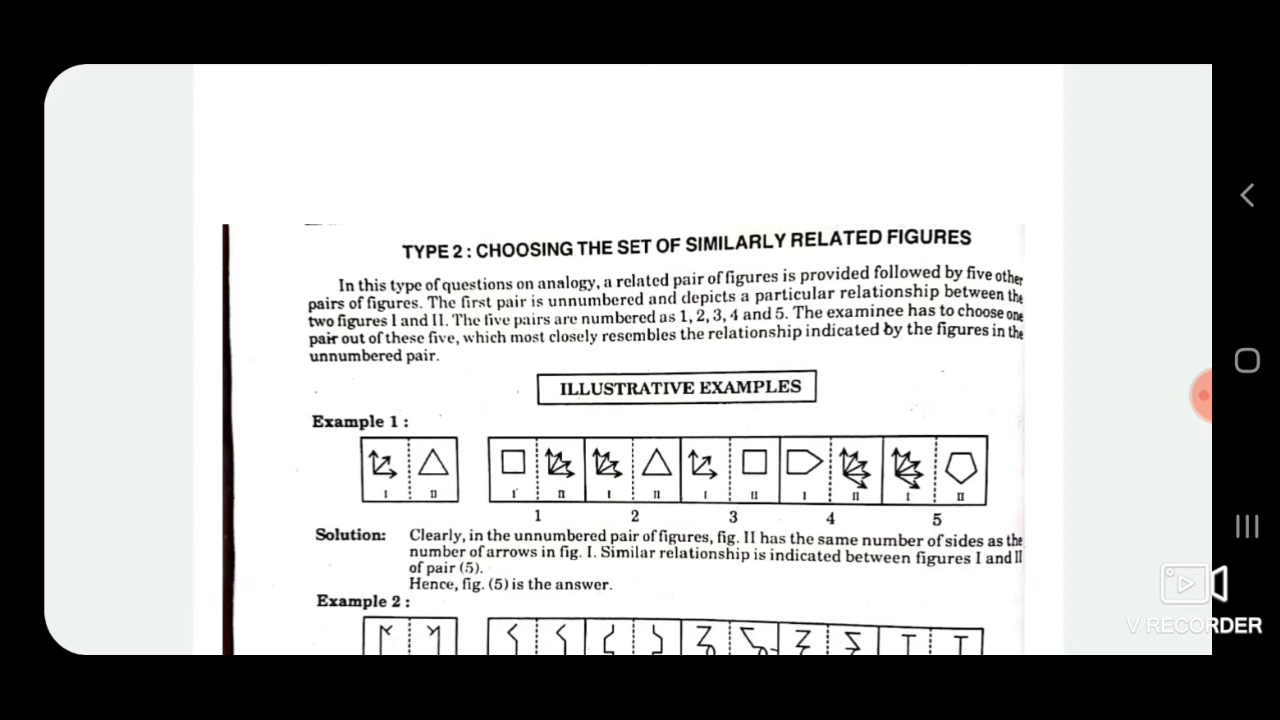 TYPE 2 : CHOOSING THE SET OF SIMILARLY RELATED FIGURES
In this type of questions on analogy, a related pair of figures is provided followed by five other
pairs of figures. The first pair is unnumbered and depicts a particular relationship between the
two figures I and II. The five pairs are numbered as 1, 2, 3, 4 and 5. The examinee has to choose one
pair out of these five, which most closely resembles the relationship indicated by the figures in the
unnumbered pair.
ILLUSTRATIVE EXAMPLES
Example 1 :
I II I II I II I II I II I II
1 2 3 4 5
Solution: Clearly, in the unnumbered pair of figures, fig. II has the same number of sides as the
number of arrows in fig. I. Similar relationship is indicated between figures I and II
of pair (5).
Hence, fig. (5) is the answer.
Example 2 :
V RECORDER